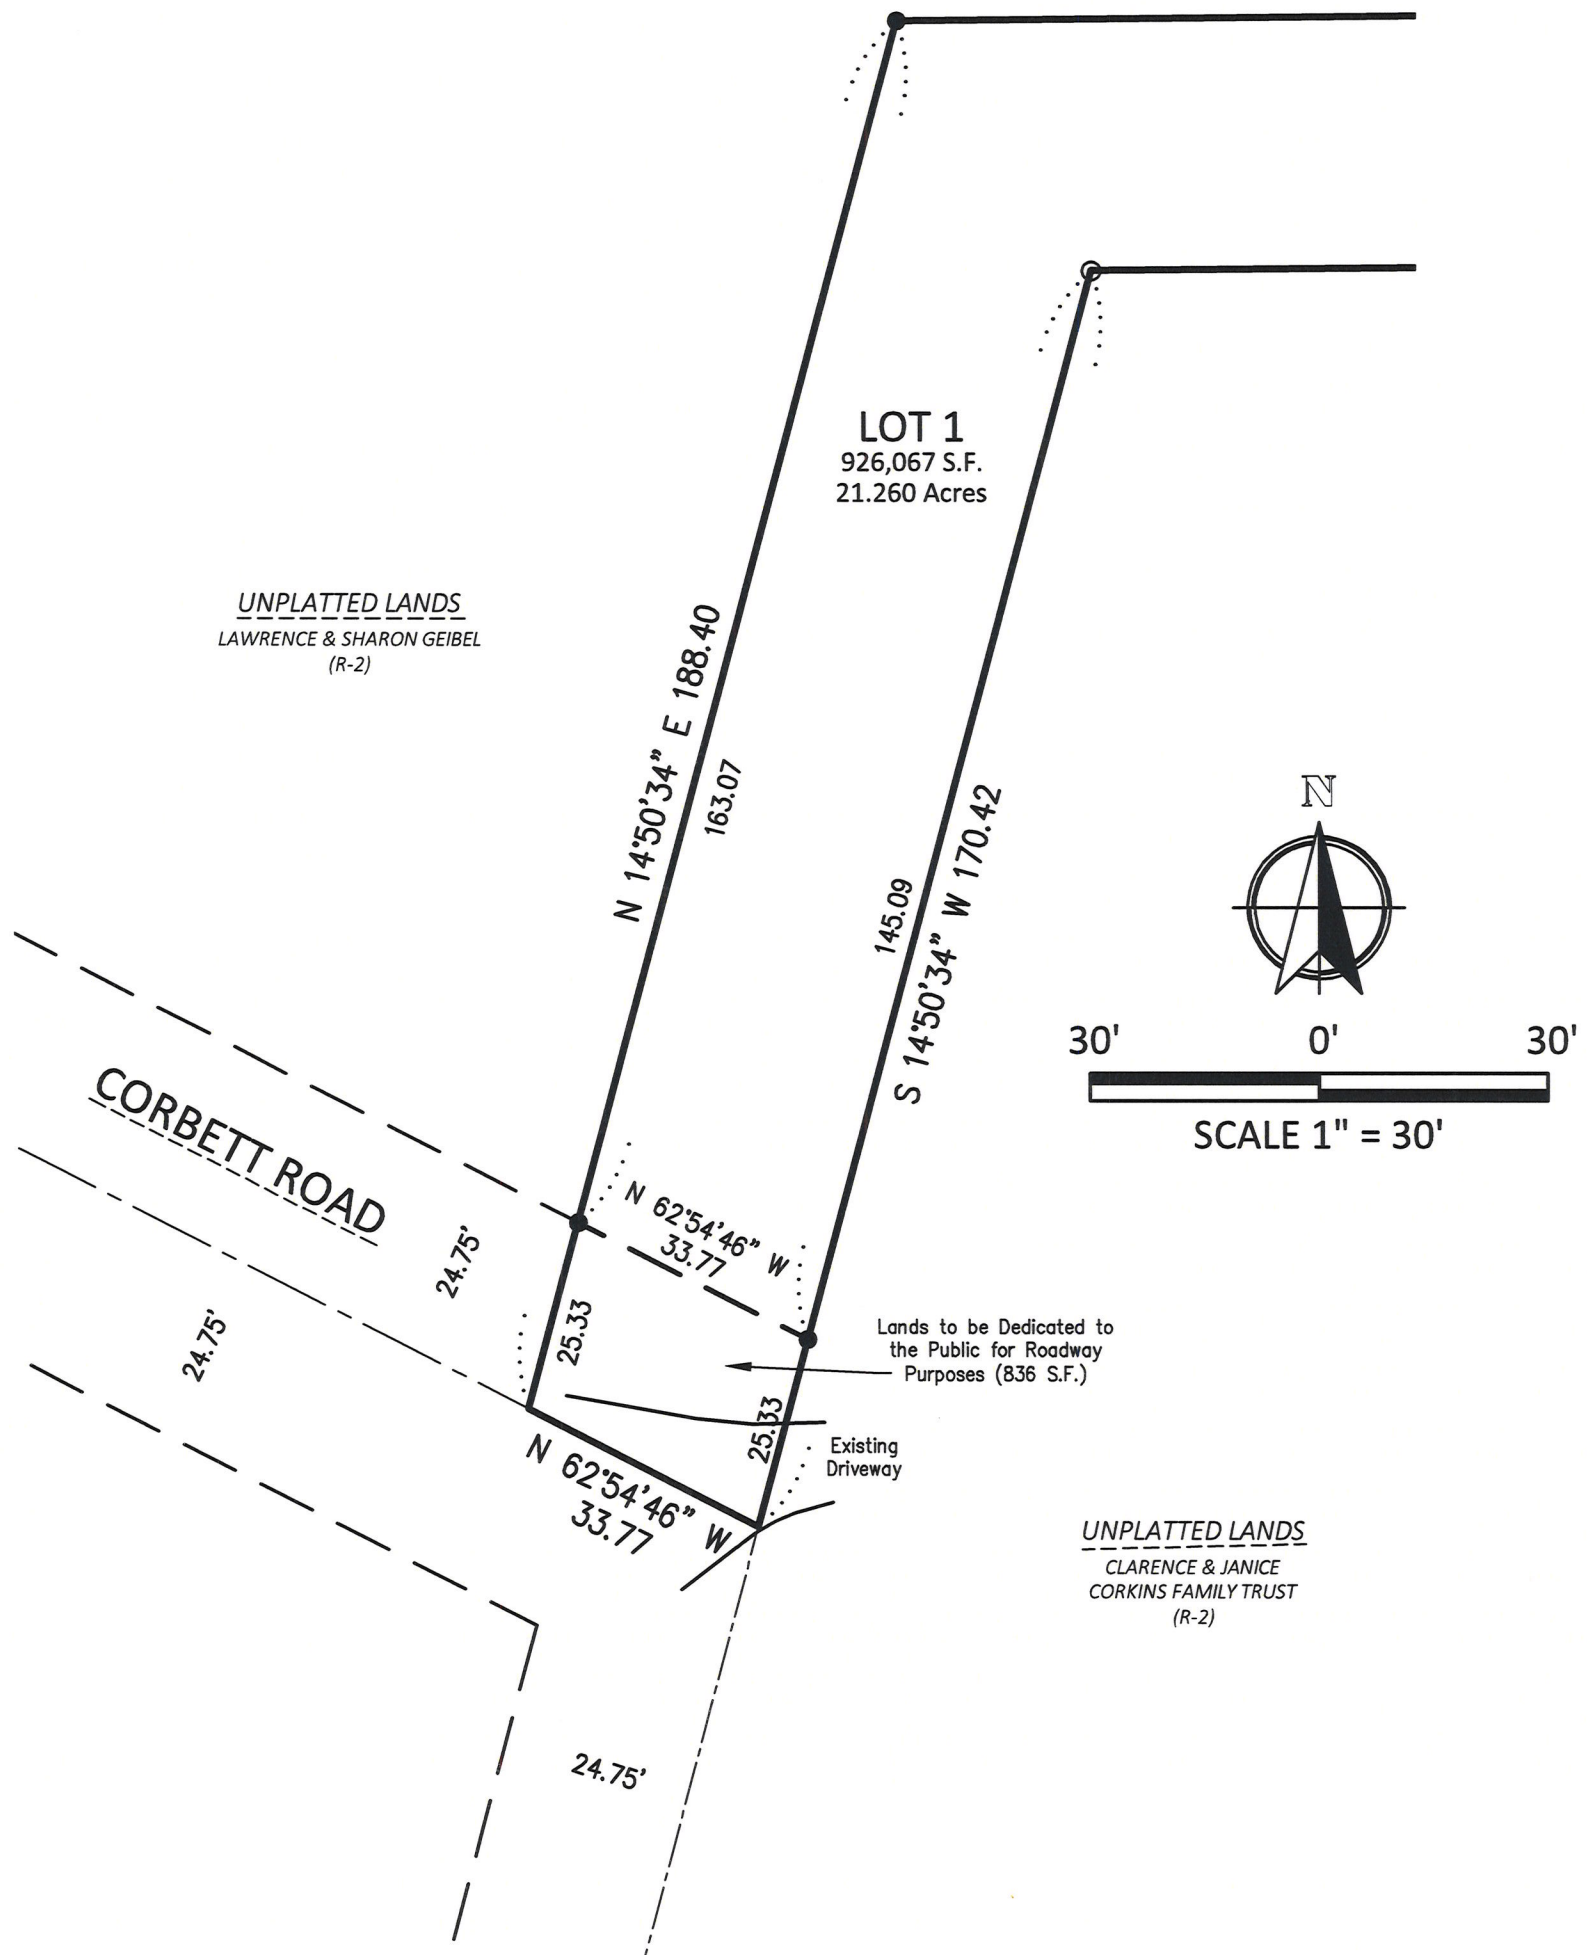 LOT 1
926,067 S.F.
21.260 Acres
UNPLATTED LANDS
LAWRENCE & SHARON GEIBEL
(R-2)
N 14°50'34" E 188.40
163.07
145.09
S 14°50'34" W 170.42
N
30' 0' 30'
SCALE 1" = 30'
CORBETT ROAD
24.75'
24.75'
N 62°54'46" W
33.77
25.33
Lands to be Dedicated to
the Public for Roadway
Purposes (836 S.F.)
25.33
Existing
Driveway
N 62°54'46" W
33.77
UNPLATTED LANDS
CLARENCE & JANICE
CORKINS FAMILY TRUST
(R-2)
24.75'